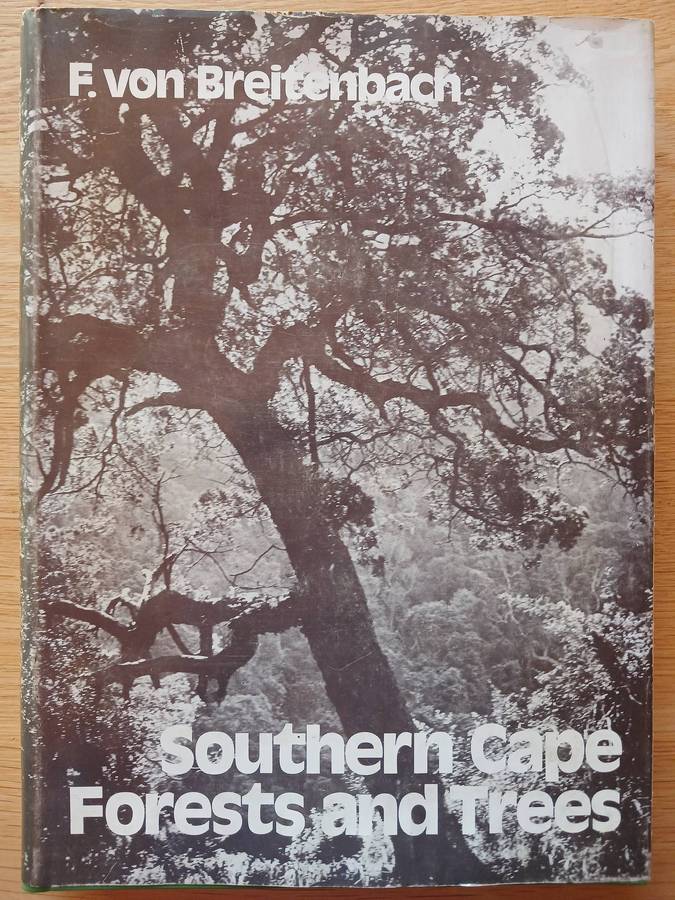 F. von Breitenbach
Southern Cape
Forests and Trees